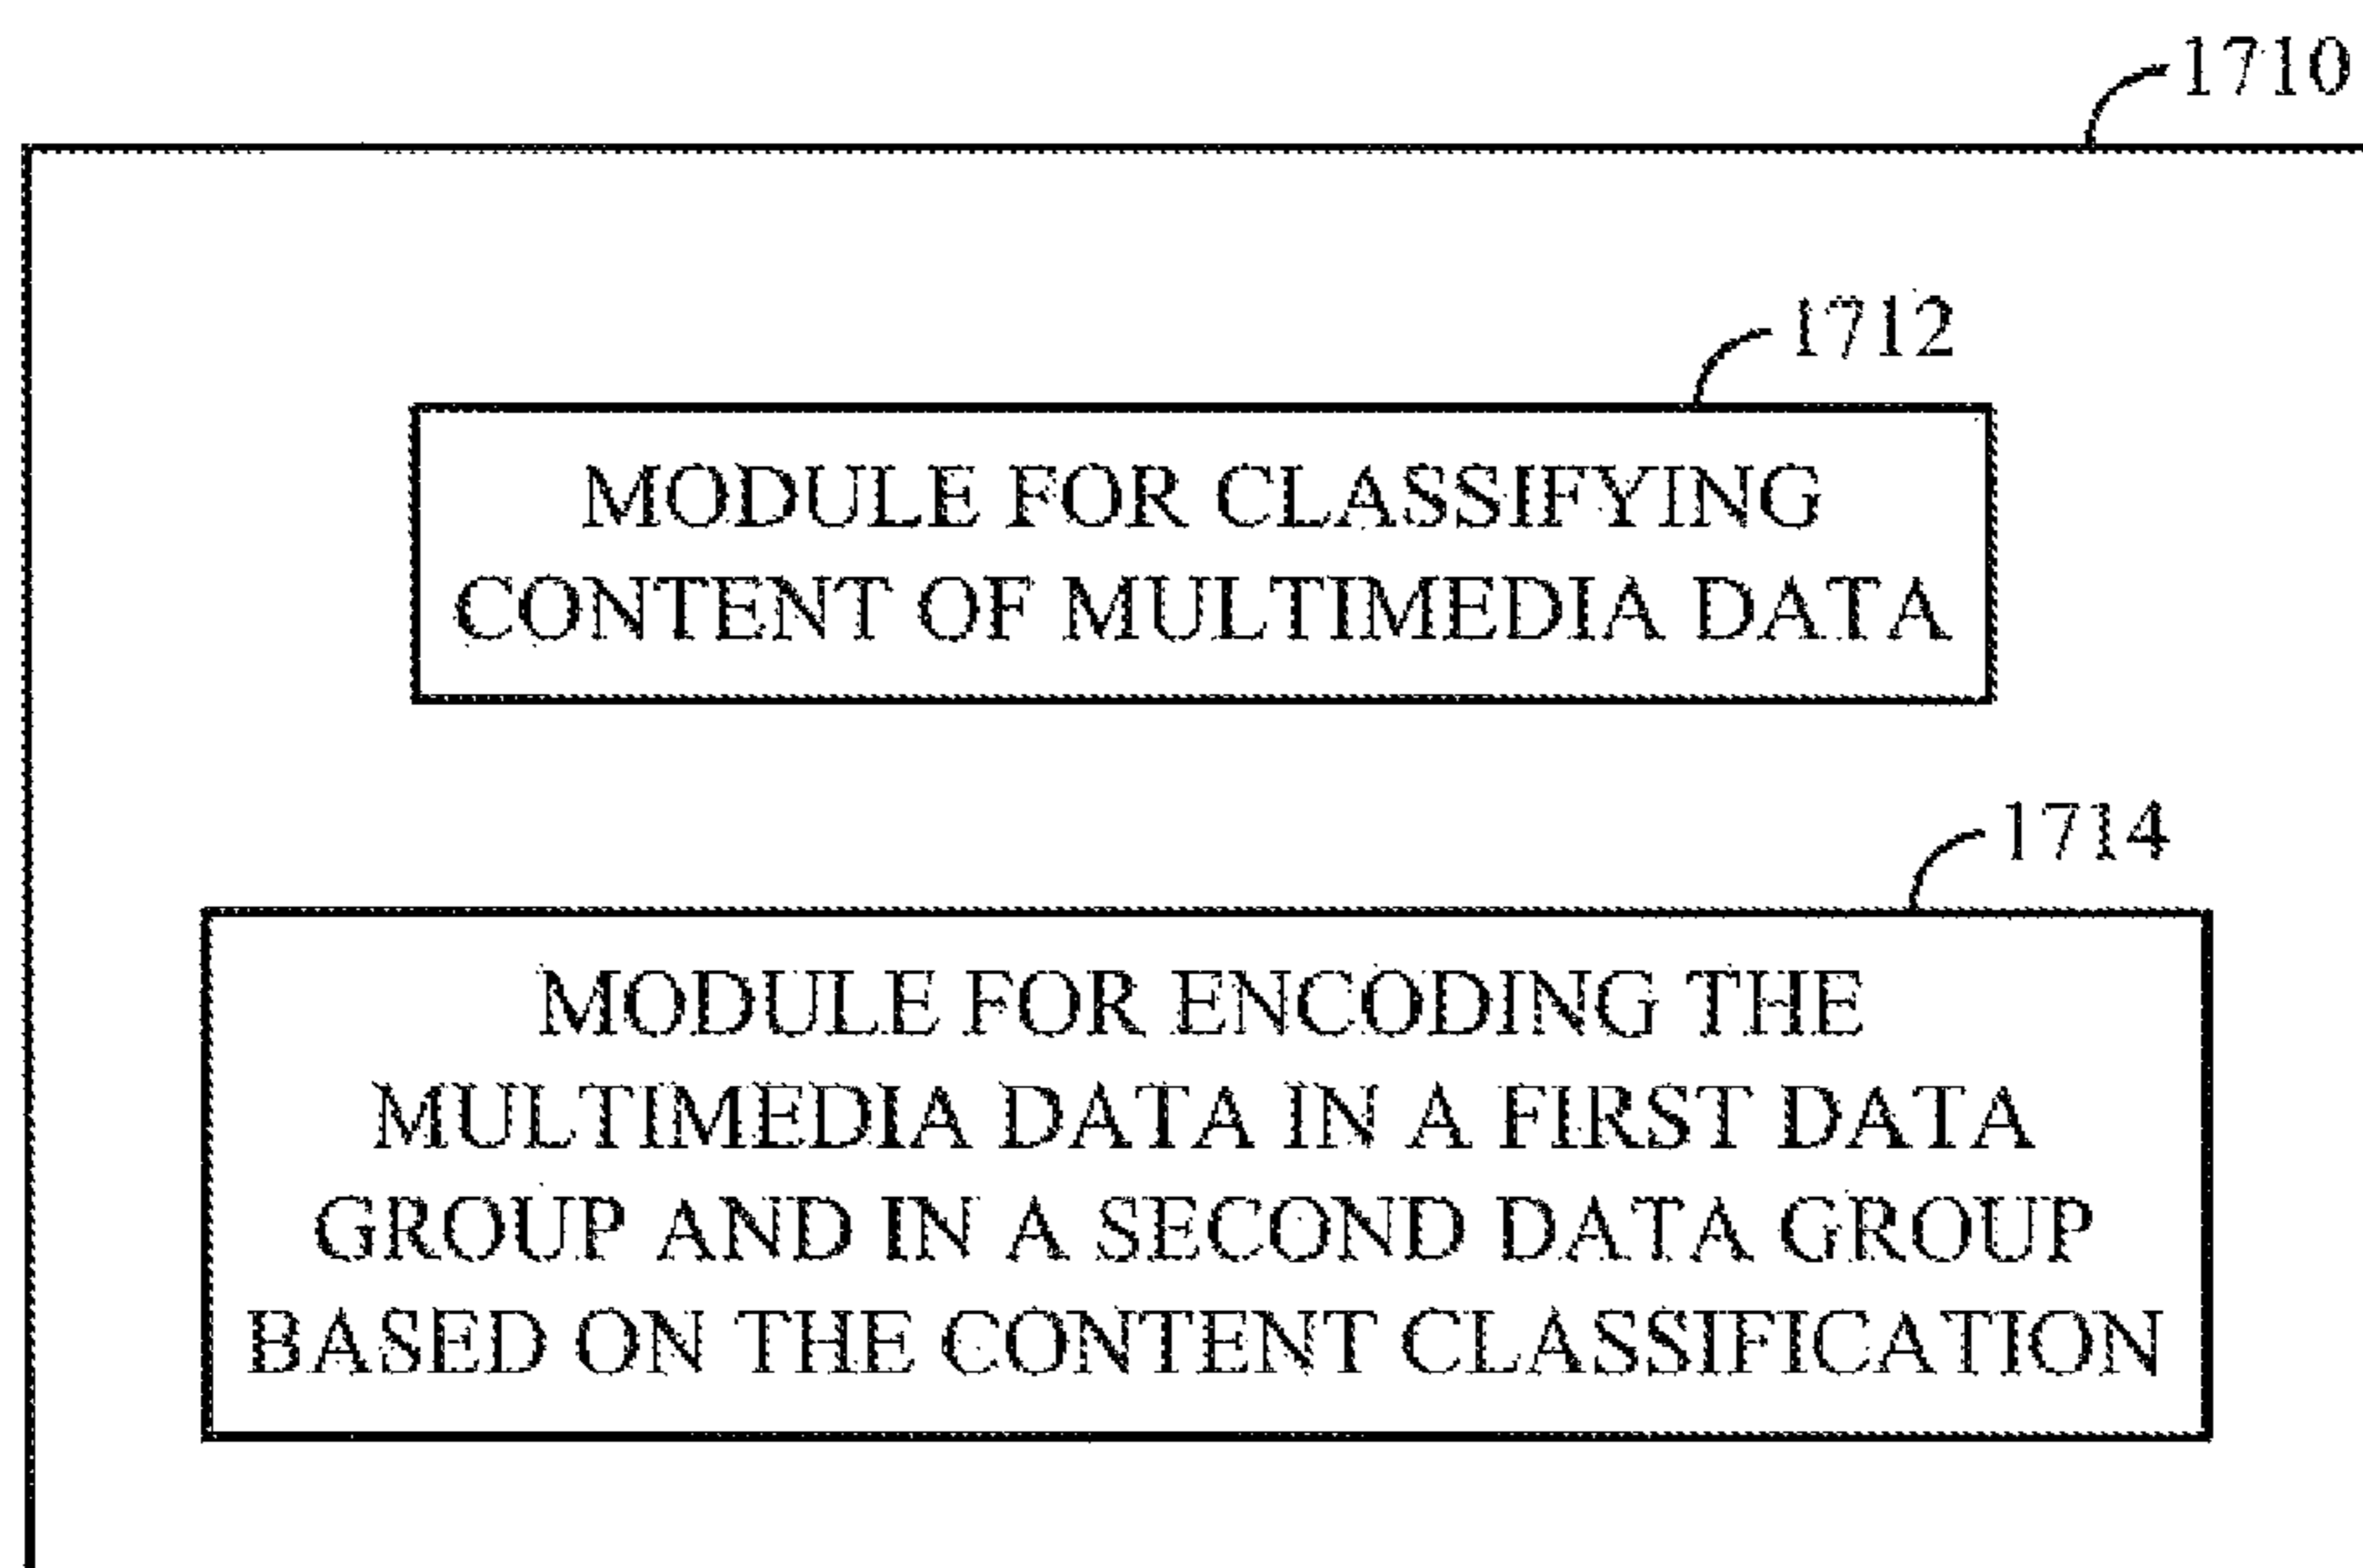 1710
1712
MODULE FOR CLASSIFYING
CONTENT OF MULTIMEDIA DATA
1714
MODULE FOR ENCODING THE
MULTIMEDIA DATA IN A FIRST DATA
GROUP AND IN A SECOND DATA GROUP
BASED ON THE CONTENT CLASSIFICATION